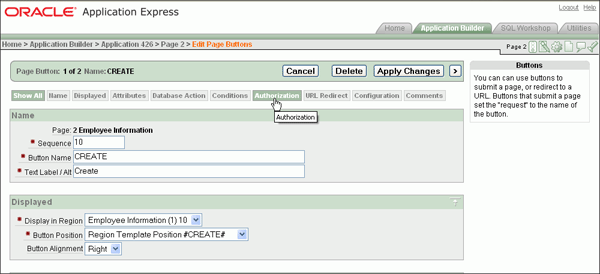 ORACLE Application Express
Logout Help
Home Application Builder SQL Workshop Utilities
Home > Application Builder > Application 426 > Page 2 > Edit Page Buttons
Page 2
Page Button: 1 of 2 Name: CREATE
Cancel Delete Apply Changes >
Show All Name Displayed Attributes Database Action Conditions Authorization URL Redirect Configuration Comments
Authorization
Name
Page: 2 Employee Information
* Sequence 10
* Button Name CREATE
* Text Label / Alt Create
Displayed
* Display in Region Employee Information (1) 10
* Button Position Region Template Position #CREATE#
Button Alignment Right
Buttons
You can can use buttons to
submit a page, or redirect to a
URL. Buttons that submit a page
set the "request" to the name of
the button.